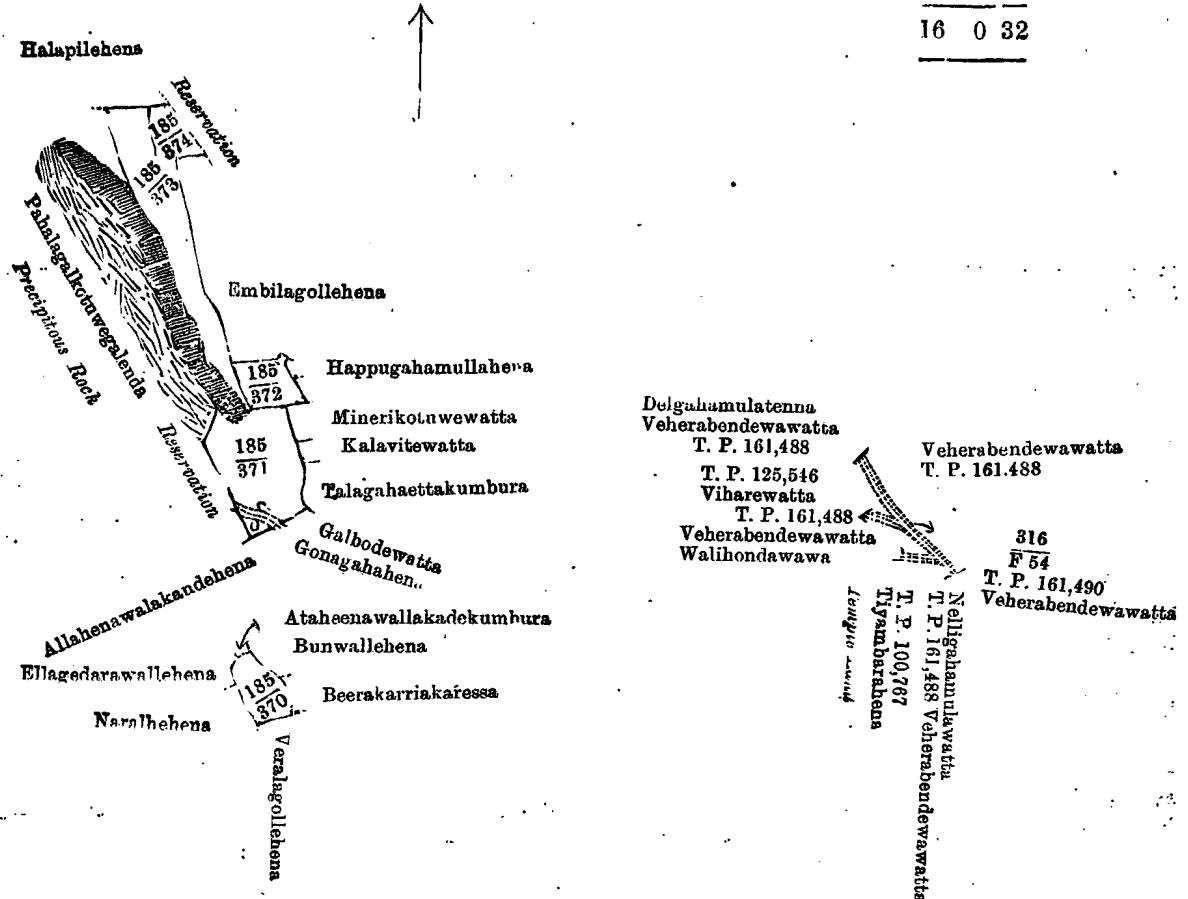 16 0 32
Halapilehena
Reservation
185
374
185
373
Pahalagalkotuwegalenda
Precipitous Rock
Embilagollehena
185
372
Happugahamullahena
Minerikotuwewatta
Kalavitewatta
185
371
Reservation
Talagahaettakumbura
Galbodewatta
Gonagahahen
Allahenawalakandehena
Ataheenawallakadekumbura
Bunwallehena
Ellagedarawallehena
185
370
Beerakarriakaressa
Naralhehena
Veralagollehena
Delgahamulatenna
Veherabendewawatta
T. P. 161,488
T. P. 125,546
Viharewatta
T. P. 161,488
Veherabendewawatta
Walihondawawa
Veherabendewawatta
T. P. 161.488
316
F 54
T. P. 161,490
Veherabendewawatta
Nelligahamulawatta
T. P. 161,488 Veherabendewawatta
T. P. 100,767
Tiyambarahena